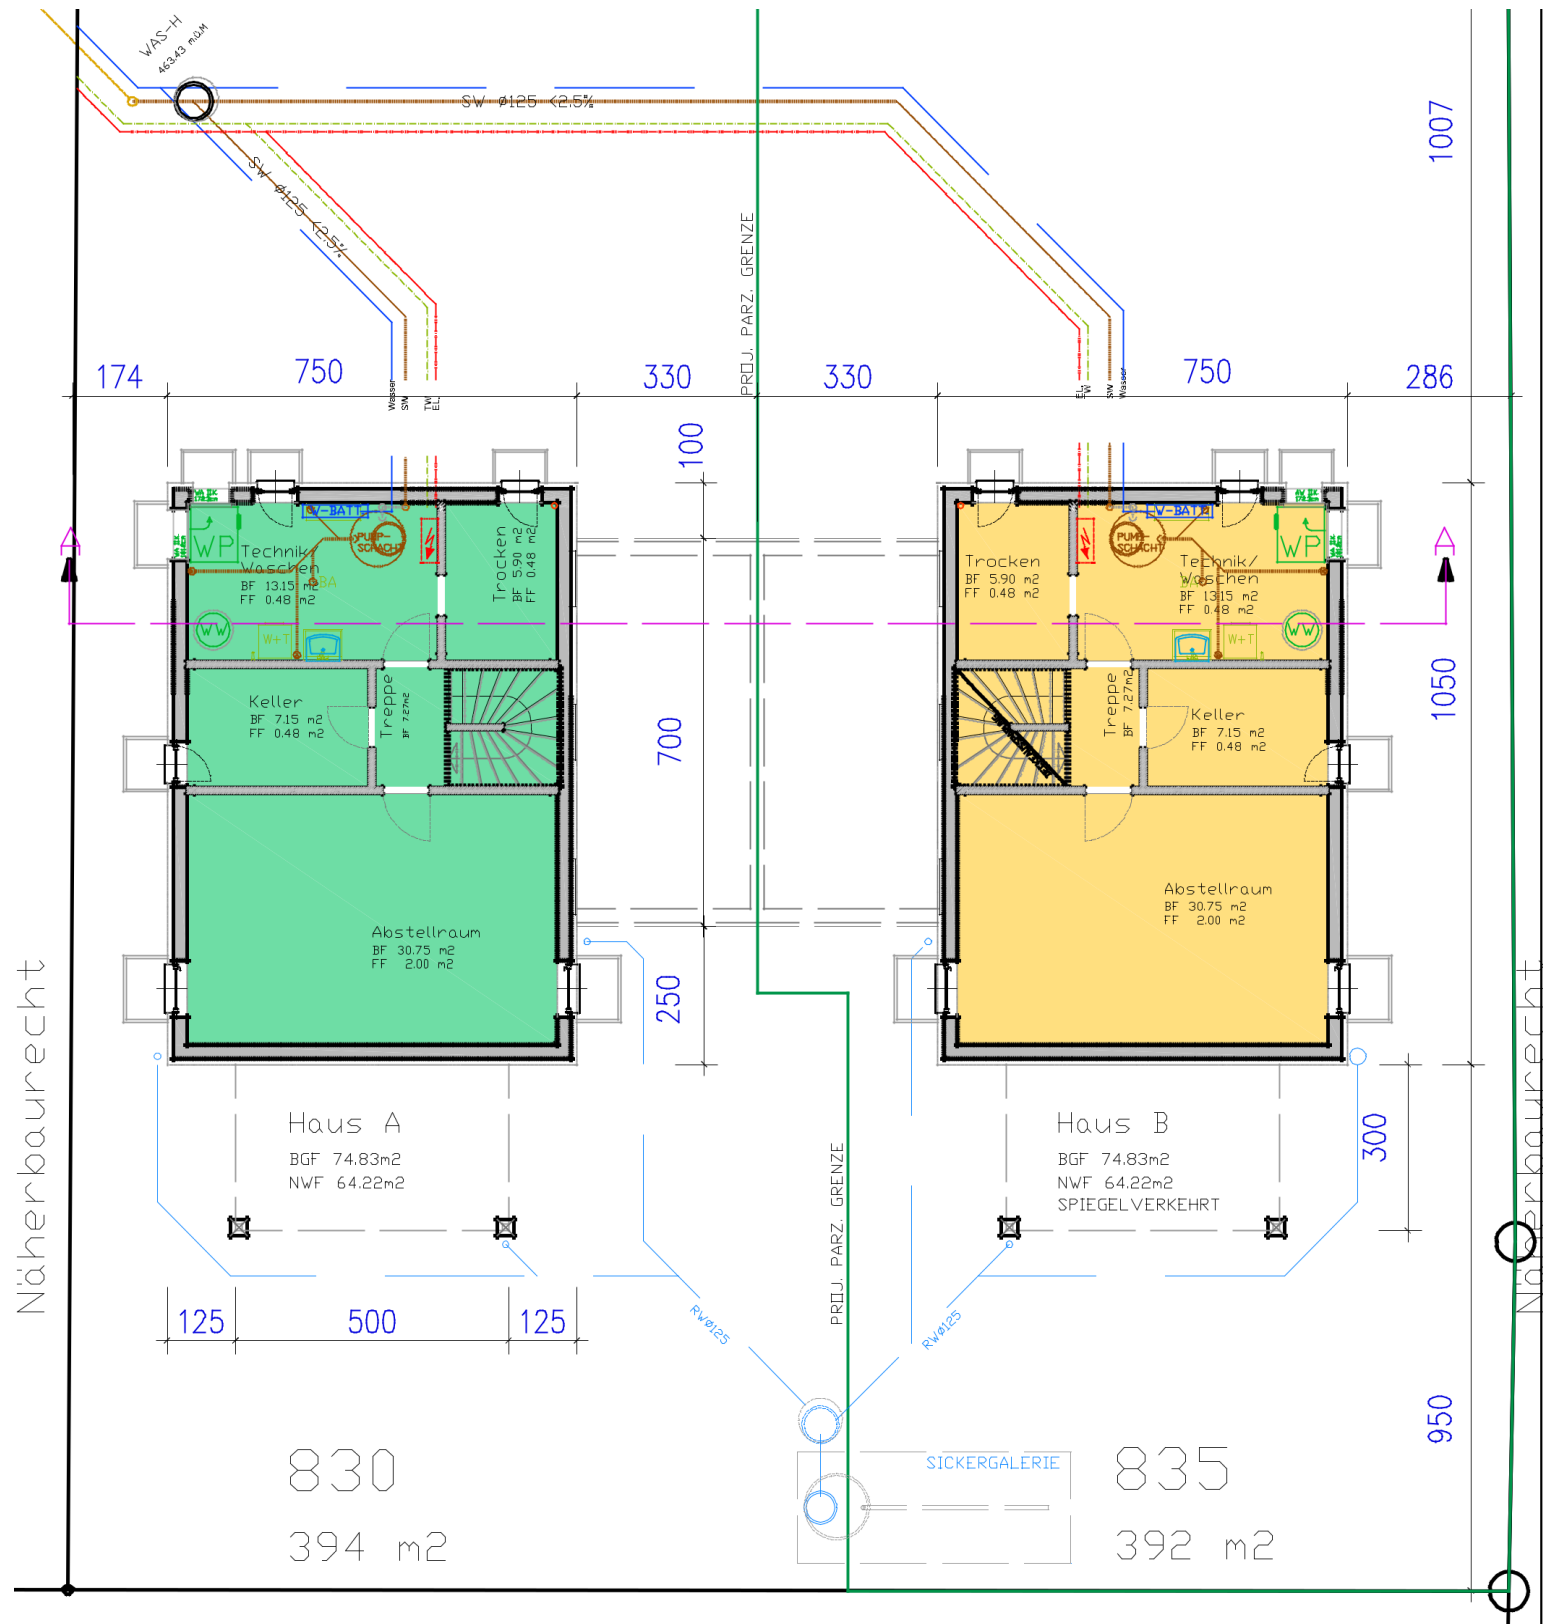 WAS-H
463.43 m.ü.M
SW ø125 <2.5%
SW ø125 <2.5%
1007
PROJ. PARZ. GRENZE
174
750
330
330
750
286
Wasser
SW
TW
EL.
EL.
TW
SW
Wasser
100
W-BATT.
W-BATT.
WP
WP
PUMP-
SCHACHT
PUMP-
SCHACHT
A
A
Technik/
Waschen
BF 13.15 m2
FF 0.48 m2
BA
Trocken
BF 5.90 m2
FF 0.48 m2
Trocken
BF 5.90 m2
FF 0.48 m2
Technik/
Waschen
BF 13.15 m2
FF 0.48 m2
BA
WW
W+T
W+T
WW
Keller
BF 7.15 m2
FF 0.48 m2
Treppe
BF 7.27m2
Treppe
BF 7.27m2
Keller
BF 7.15 m2
FF 0.48 m2
700
1050
Abstellraum
BF 30.75 m2
FF 2.00 m2
Abstellraum
BF 30.75 m2
FF 2.00 m2
250
Näherbaurecht
Näherbaurecht
Haus A
BGF 74.83m2
NWF 64.22m2
Haus B
BGF 74.83m2
NWF 64.22m2
SPIEGELVERKEHRT
300
PROJ. PARZ. GRENZE
125
500
125
RWø125
RWø125
950
SICKERGALERIE
830
394 m2
835
392 m2